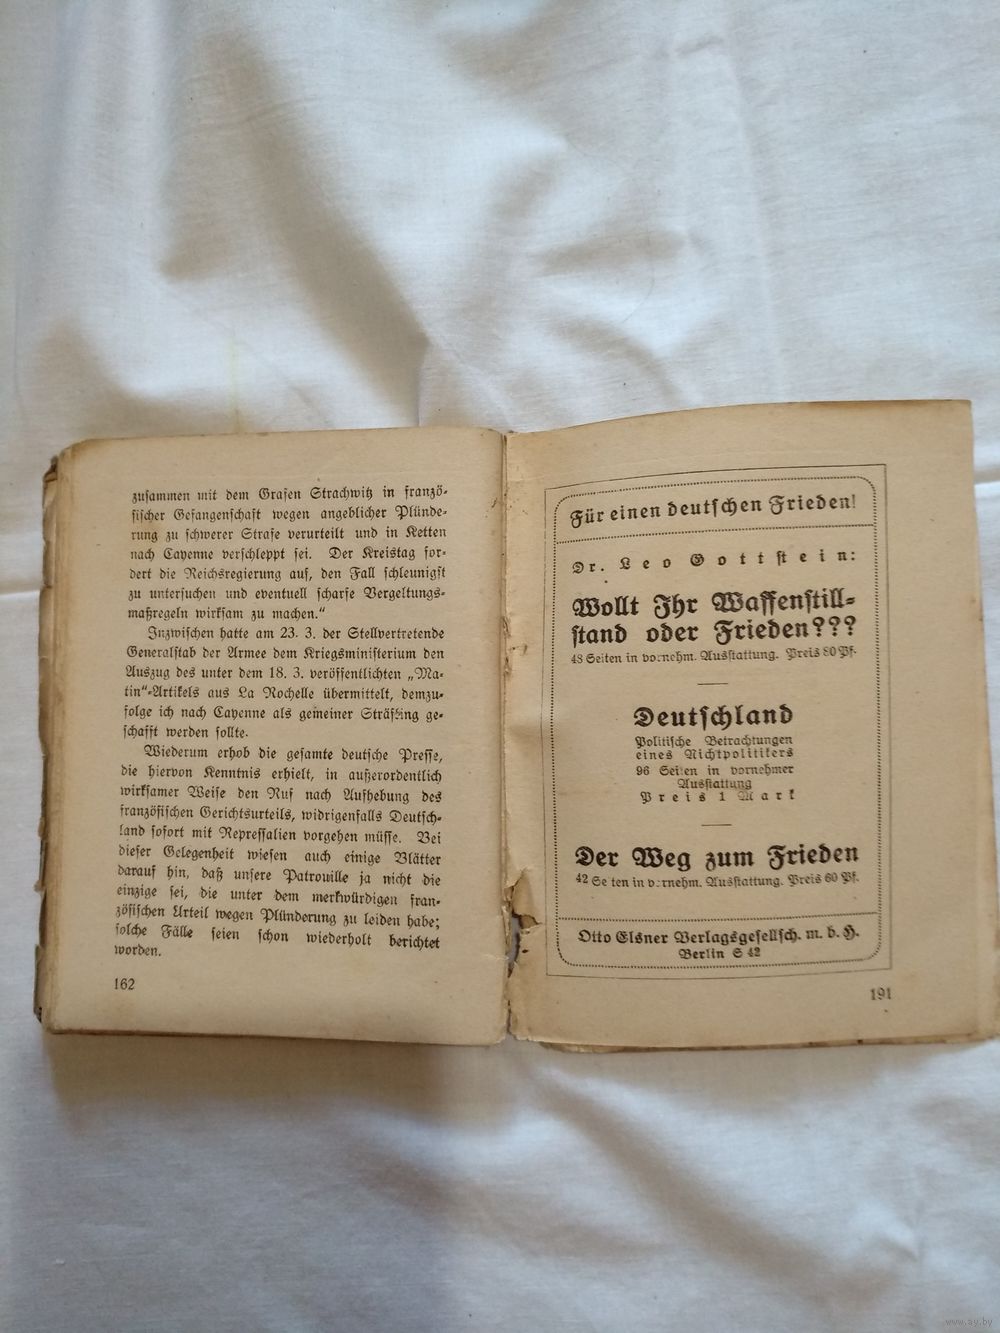 zusammen mit dem Grafen Strachwitz in franzö-
sischer Gefangenschaft wegen angeblicher Plünde-
rung zu schwerer Strafe verurteilt und in Ketten
nach Cayenne verschleppt sei. Der Kreistag for-
dert die Reichsregierung auf, den Fall schleunigst
zu untersuchen und eventuell scharfe Vergeltungs-
maßregeln wirksam zu machen.“
Inzwischen hatte am 23. 3. der Stellvertretende
Generalstab der Armee dem Kriegsministerium den
Auszug des unter dem 18. 3. veröffentlichten „Ma-
tin“-Artikels aus La Rochelle übermittelt, demzu-
folge ich nach Cayenne als gemeiner Sträfling ge-
schafft werden sollte.
Wiederum erhob die gesamte deutsche Presse,
die hiervon Kenntnis erhielt, in außerordentlich
wirksamer Weise den Ruf nach Aufhebung des
französischen Gerichtsurteils, widrigenfalls Deutsch-
land sofort mit Repressalien vorgehen müsse. Bei
dieser Gelegenheit wiesen auch einige Blätter
darauf hin, daß unsere Patrouille ja nicht die
einzige sei, die unter dem merkwürdigen fran-
zösischen Urteil wegen Plünderung zu leiden habe;
solche Fälle seien schon wiederholt berichtet
worden.
162
Für einen deutschen Frieden!
Dr. Leo Gottstein:
Wollt Ihr Waffenstill-
stand oder Frieden???
48 Seiten in vornehm. Ausstattung. Preis 80 Pf.
Deutschland
Politische Betrachtungen
eines Nichtpolitikers
96 Seiten in vornehmer
Ausstattung
Preis 1 Mark
Der Weg zum Frieden
42 Seiten in vornehm. Ausstattung. Preis 60 Pf.
Otto Elsner Verlagsgesellsch. m. b. H.
Berlin S 42
191
www.ay.by